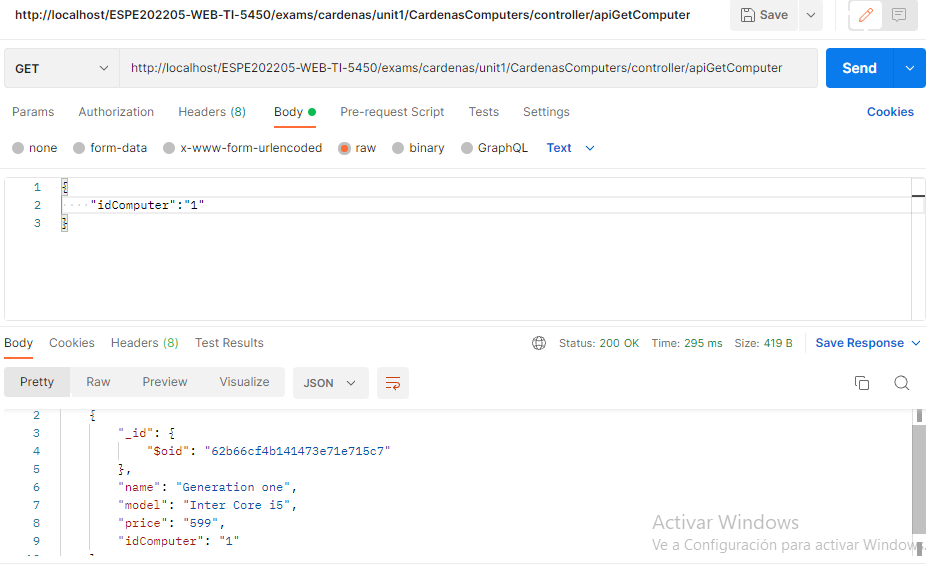 http://localhost/ESPE202205-WEB-TI-5450/exams/cardenas/unit1/CardenasComputers/controller/apiGetComputer Save
GET http://localhost/ESPE202205-WEB-TI-5450/exams/cardenas/unit1/CardenasComputers/controller/apiGetComputer Send
Params Authorization Headers (8) Body Pre-request Script Tests Settings Cookies
none form-data x-www-form-urlencoded raw binary GraphQL Text
1 {
2 "idComputer":"1"
3 }
Body Cookies Headers (8) Test Results Status: 200 OK Time: 295 ms Size: 419 B Save Response
Pretty Raw Preview Visualize JSON
2 {
3 "_id": {
4 "$oid": "62b66cf4b141473e71e715c7"
5 },
6 "name": "Generation one",
7 "model": "Inter Core i5",
8 "price": "599",
9 "idComputer": "1"
Activar Windows
Ve a Configuración para activar Windows.